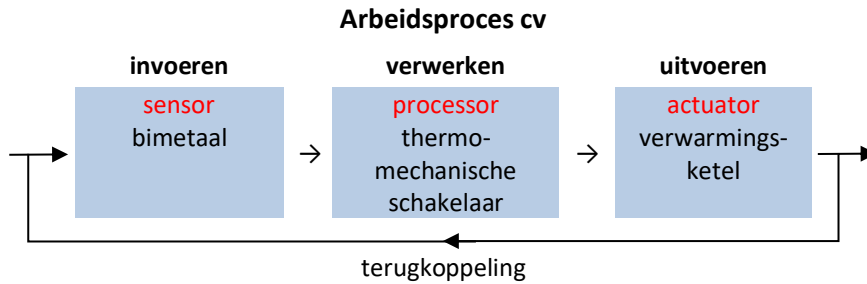 Arbeidsproces cv
invoeren
verwerken
uitvoeren
sensor
bimetaal
→
processor
thermo-
mechanische
schakelaar
→
actuator
verwarmings-
ketel
terugkoppeling